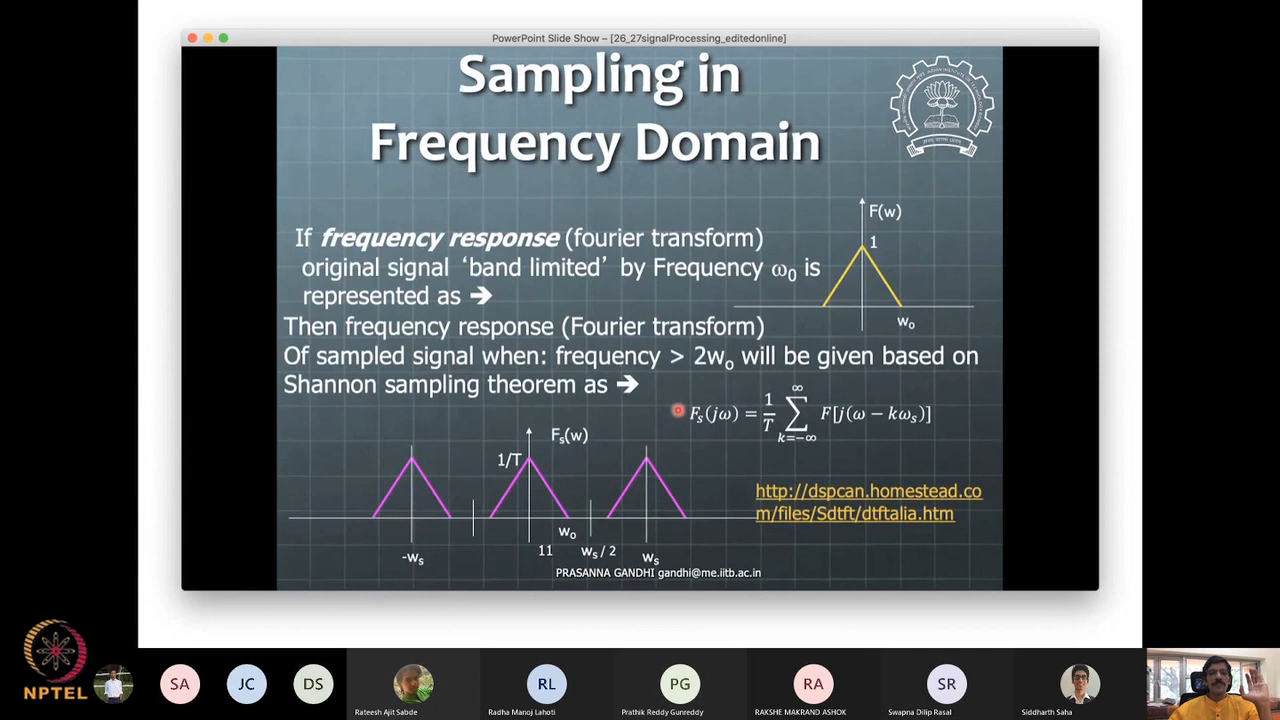 PowerPoint Slide Show – [26_27signalProcessing_editedonline]
Sampling in
Frequency Domain
If frequency response (fourier transform)
original signal ‘band limited’ by Frequency ω₀ is
represented as ➔
F(w)
1
w₀
Then frequency response (Fourier transform)
Of sampled signal when: frequency > 2wₒ will be given based on
Shannon sampling theorem as ➔
Fₛ(jω) = 1/T ∑_{k=−∞}^{∞} F[j(ω − kωₛ)]
Fₛ(w)
1/T
http://dspcan.homestead.co
m/files/Sdtft/dtftalia.htm
-wₛ
11
w₀
wₛ / 2
wₛ
PRASANNA GANDHI gandhi@me.iitb.ac.in
NPTEL
SA
JC
DS
RL
PG
RA
SR
Rateesh Ajit Sabde
Radha Manoj Lahoti
Prathik Reddy Gunreddy
RAKSHE MAKRAND ASHOK
Swapna Dilip Rasal
Siddharth Saha